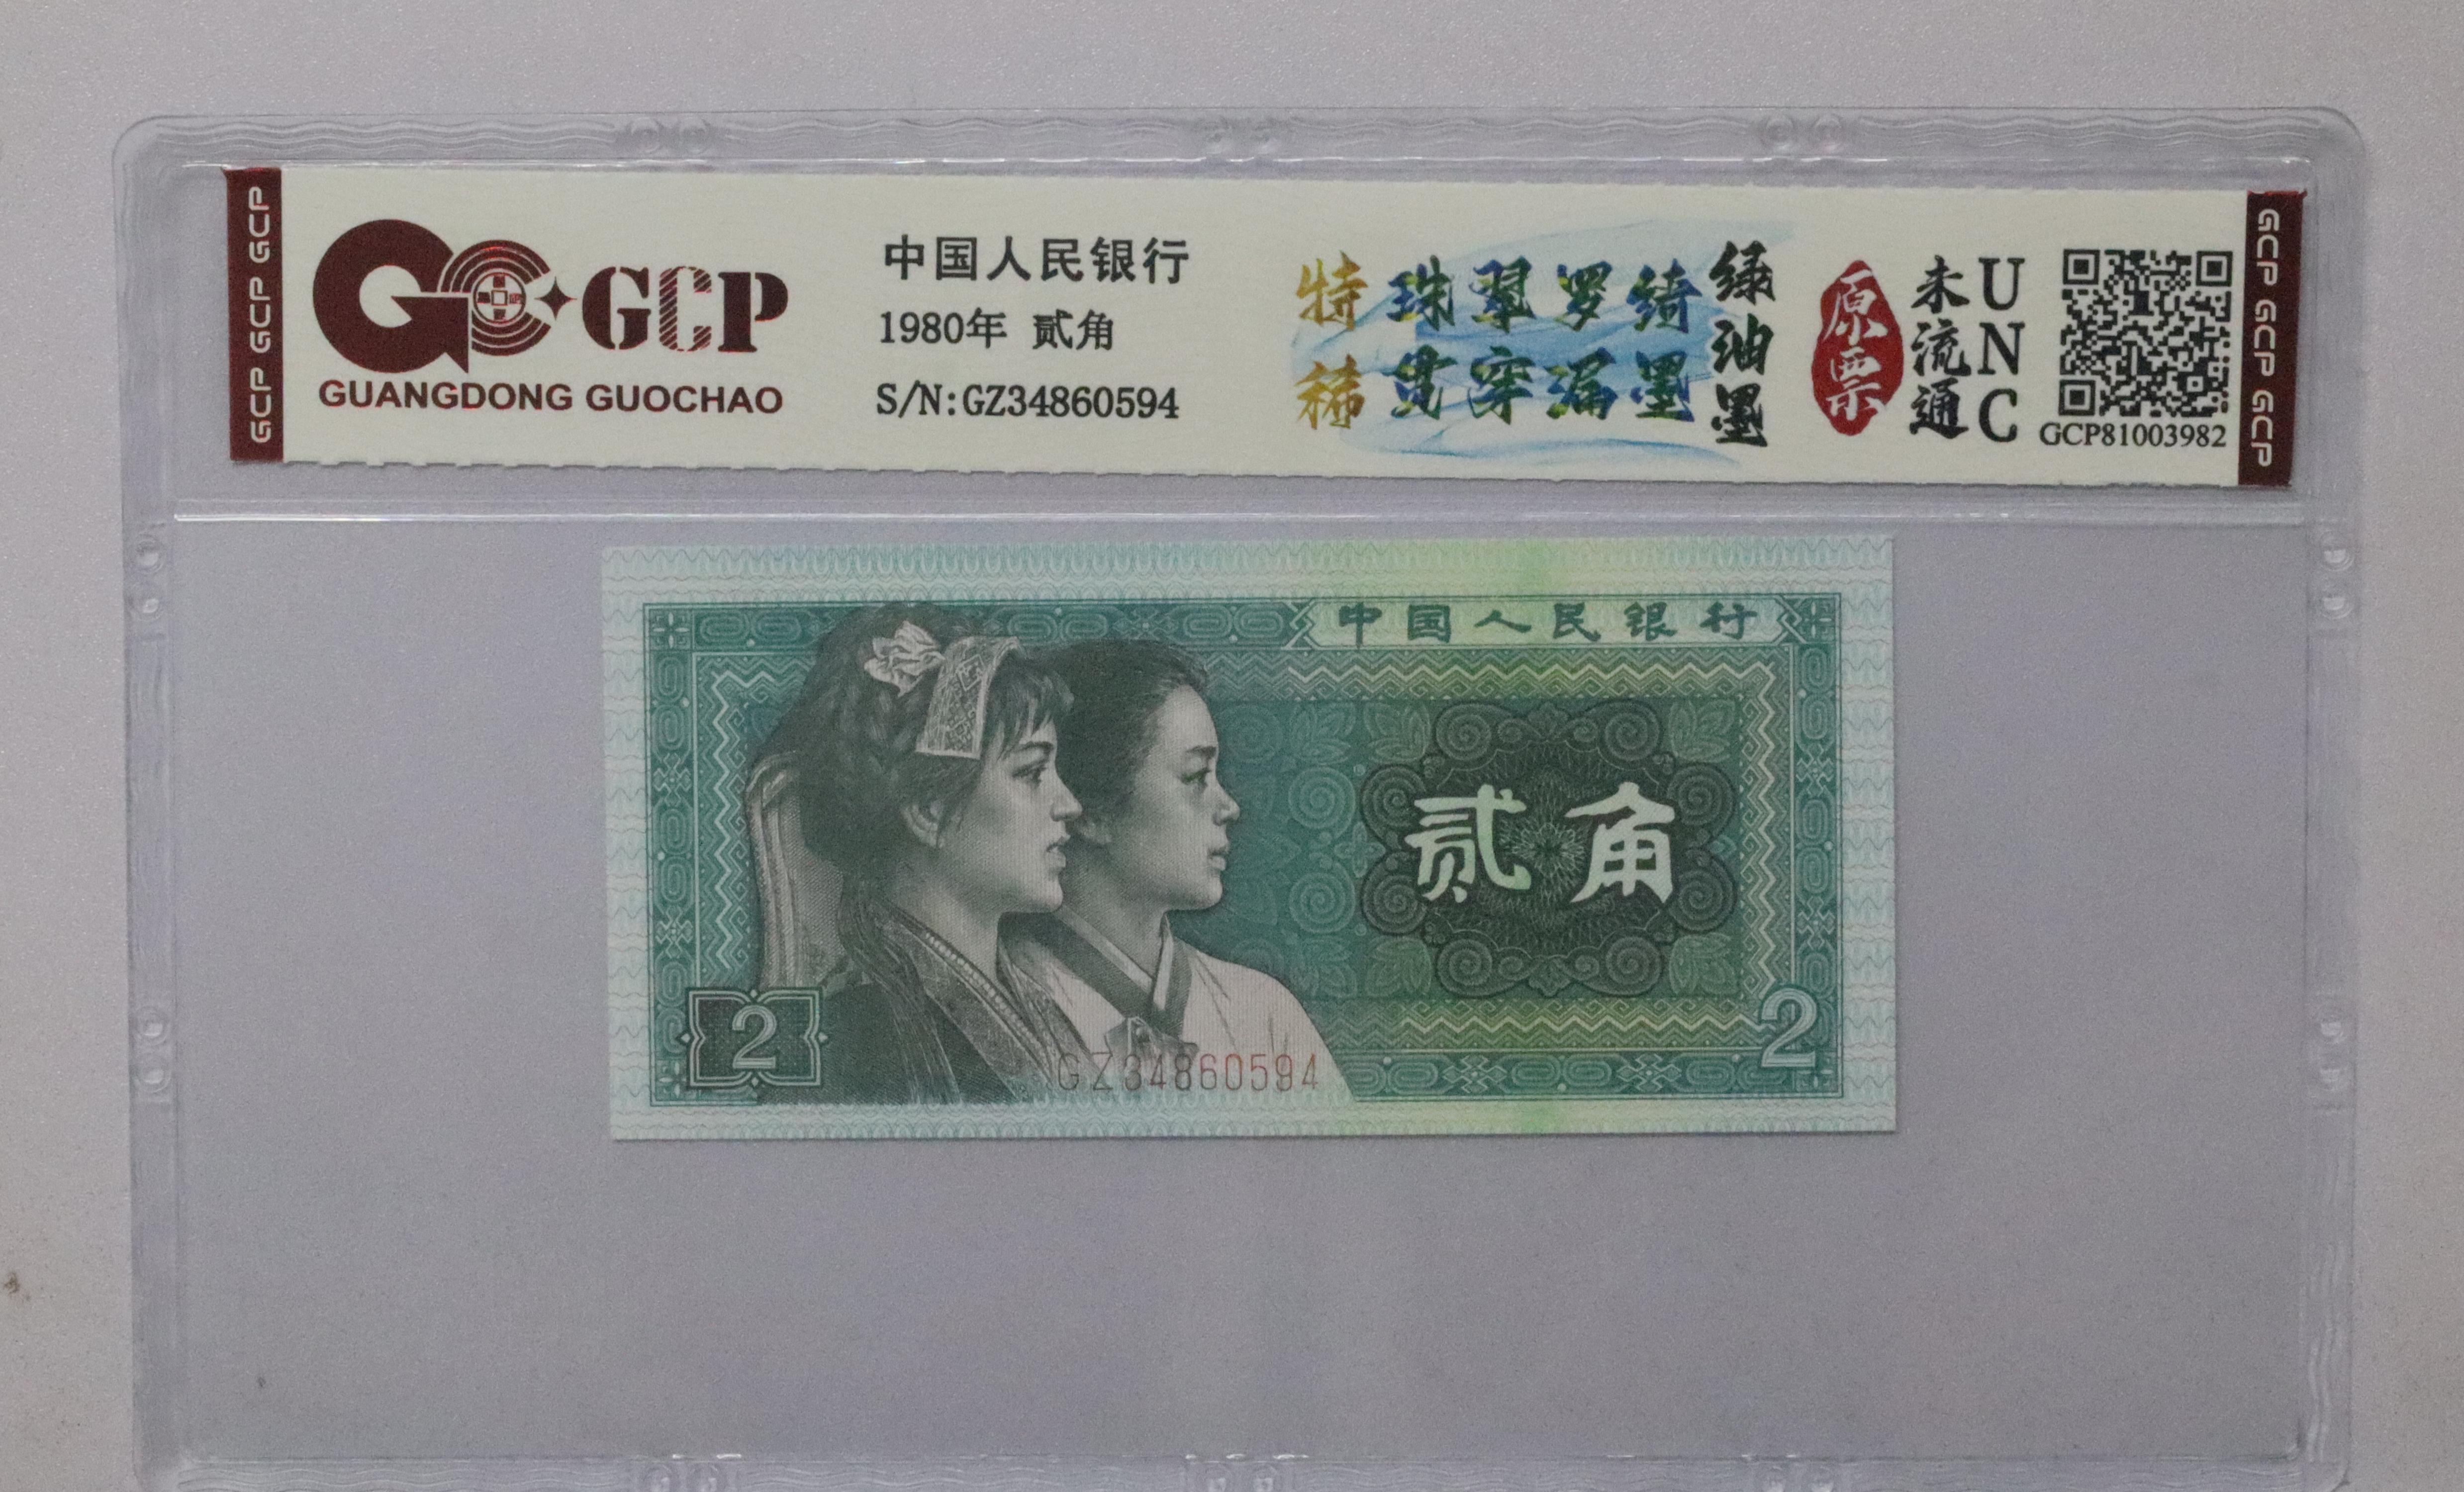 GCP GCP GCP
GCP
GUANGDONG GUOCHAO
中国人民银行
1980年 贰角
S/N:GZ34860594
特稀
珠翠罗绮
贯穿漏墨
绿油墨
原票
未流通
UNC
GCP81003982
GCP GCP GCP
中国人民银行
贰角
2
2
GZ34860594